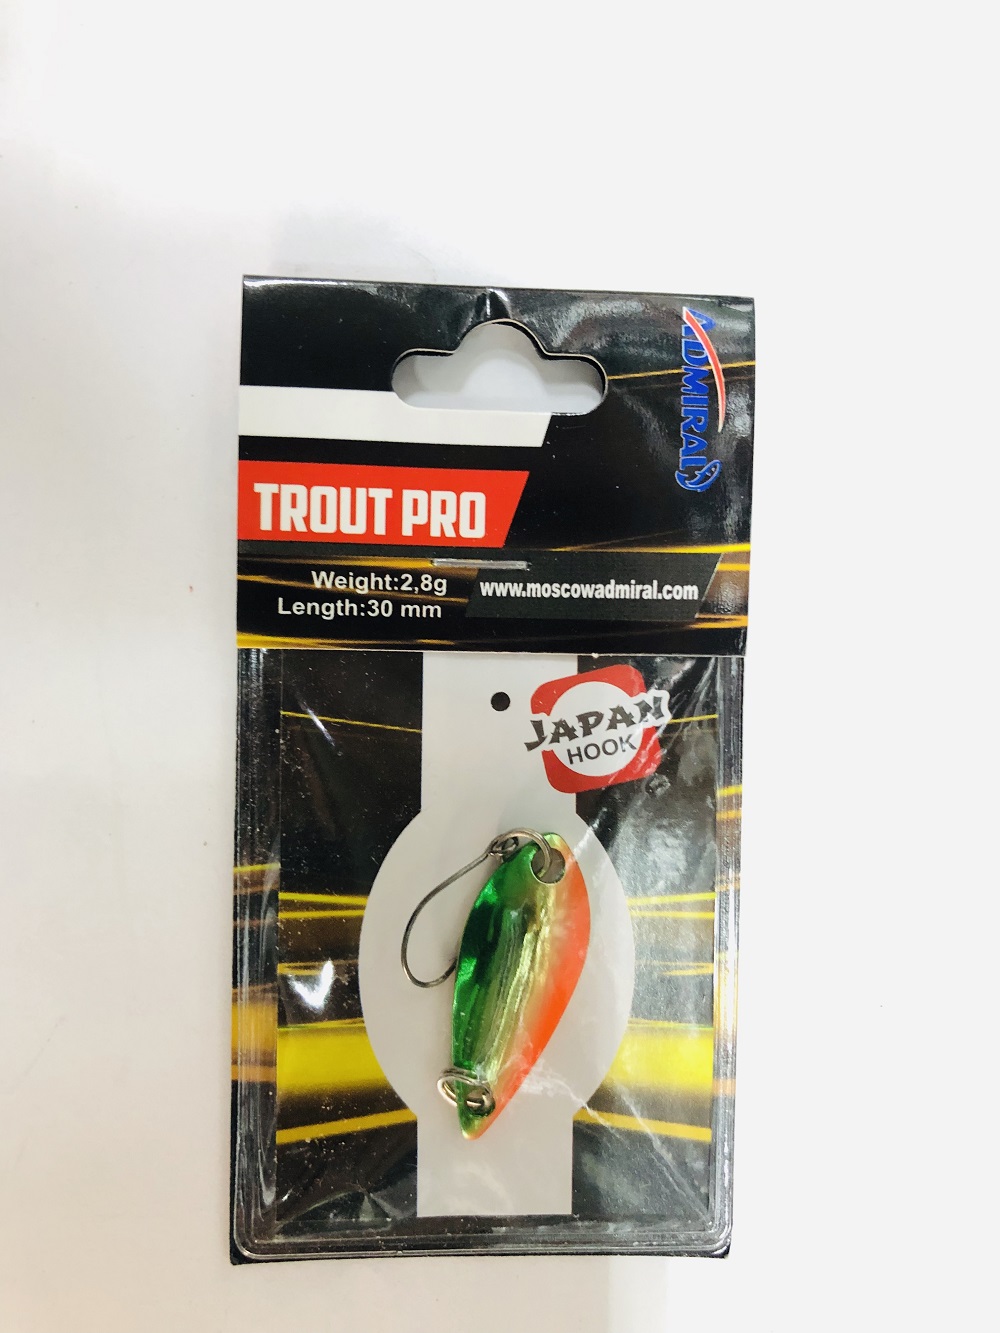 ADMIRAL
TROUT PRO
Weight:2,8g
Length:30 mm
www.moscowadmiral.com
JAPAN
HOOK